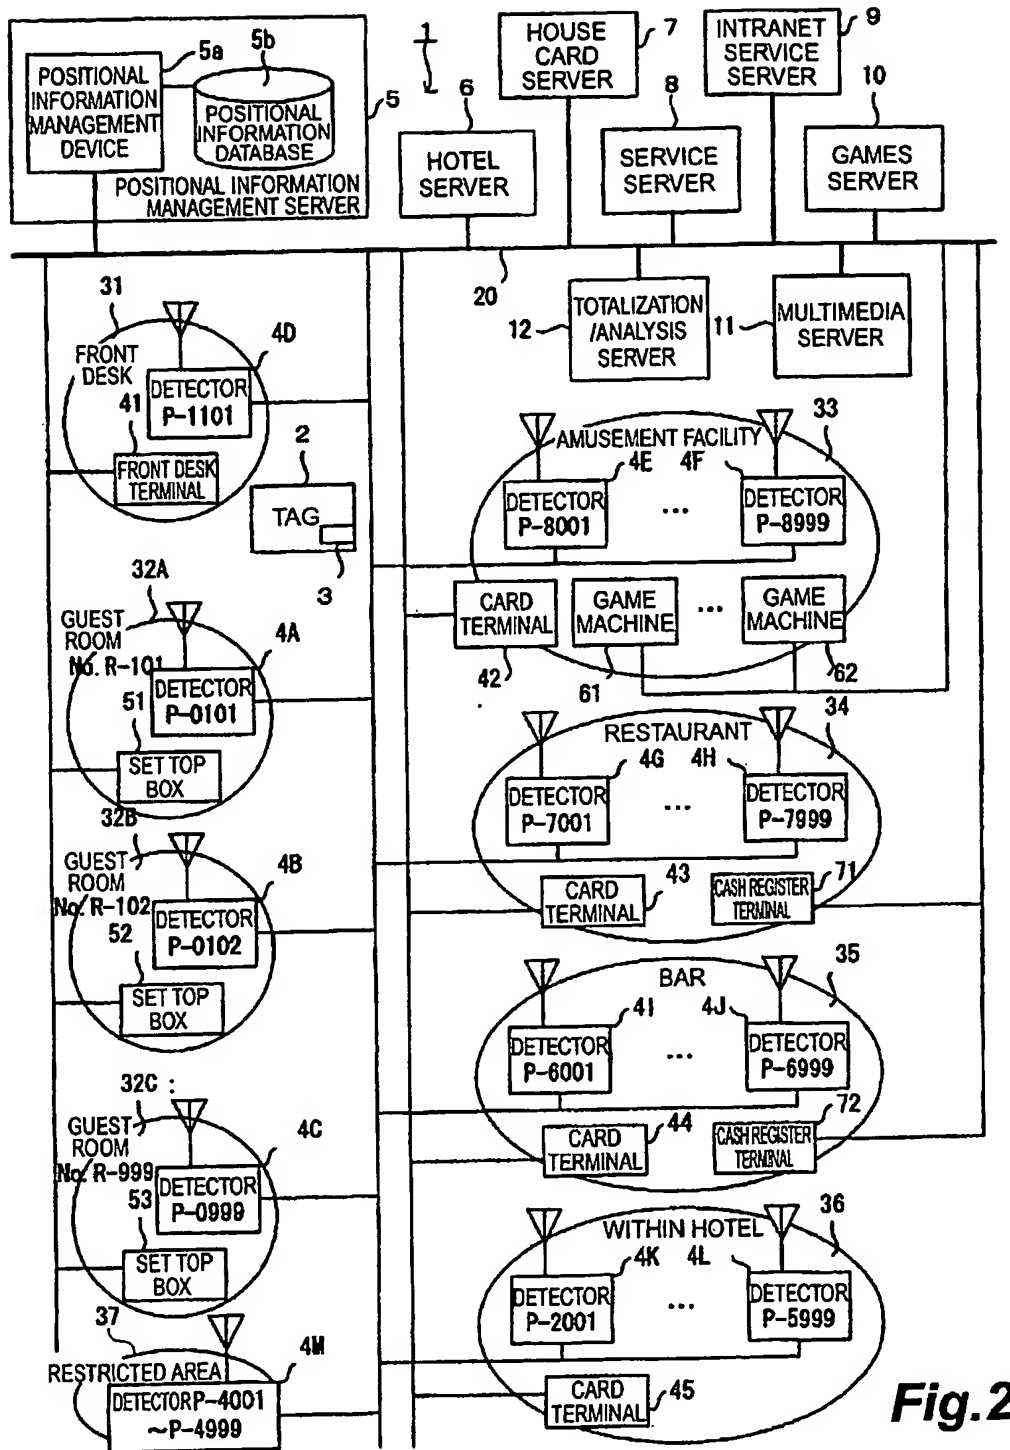 5a
5b
POSITIONAL
INFORMATION
MANAGEMENT
DEVICE
POSITIONAL
INFORMATION
DATABASE
5
POSITIONAL INFORMATION
MANAGEMENT SERVER
1
HOUSE
CARD
SERVER
7
INTRANET
SERVICE
SERVER
9
6
HOTEL
SERVER
8
SERVICE
SERVER
10
GAMES
SERVER
20
12
TOTALIZATION
/ANALYSIS
SERVER
11
MULTIMEDIA
SERVER
31
FRONT
DESK
4D
DETECTOR
P-1101
41
FRONT DESK
TERMINAL
2
TAG
3
32A
GUEST
ROOM
No. R-101
4A
DETECTOR
P-0101
51
SET TOP
BOX
32B
GUEST
ROOM
No. R-102
4B
DETECTOR
P-0102
52
SET TOP
BOX
32C :
GUEST
ROOM
No. R-999
4C
DETECTOR
P-0999
53
SET TOP
BOX
37
RESTRICTED AREA
4M
DETECTOR P-4001
~P-4999
33
AMUSEMENT FACILITY
4E 4F
DETECTOR
P-8001
...
DETECTOR
P-8999
CARD
TERMINAL
GAME
MACHINE
...
GAME
MACHINE
42
61
62
34
RESTAURANT
4G 4H
DETECTOR
P-7001
...
DETECTOR
P-7999
43
71
CARD
TERMINAL
CASH REGISTER
TERMINAL
35
BAR
4I 4J
DETECTOR
P-6001
...
DETECTOR
P-6999
44
72
CARD
TERMINAL
CASH REGISTER
TERMINAL
36
WITHIN HOTEL
4K 4L
DETECTOR
P-2001
...
DETECTOR
P-5999
CARD
TERMINAL
45
Fig.2